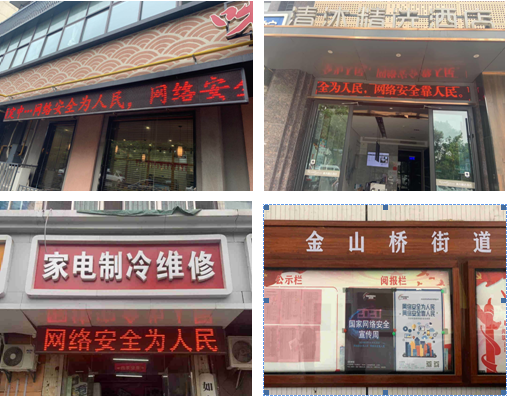 网络安全为人民，网络安全
全为人民，网络安全靠人民，
家电制冷维修
网络安全为人民
金山桥街道
公示栏
阅报栏
国家网络安全
宣传周
网络安全为人民
网络安全靠人民